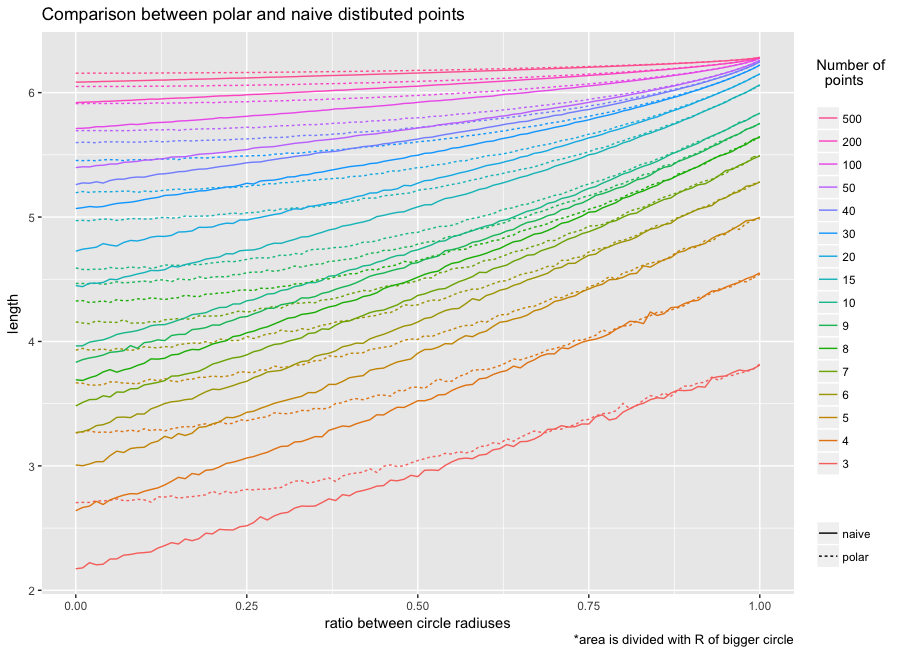 Comparison between polar and naive distibuted points
length
6
5
4
3
2
0.00 0.25 0.50 0.75 1.00
ratio between circle radiuses
*area is divided with R of bigger circle
Number of
points
500
200
100
50
40
30
20
15
10
9
8
7
6
5
4
3
naive
polar